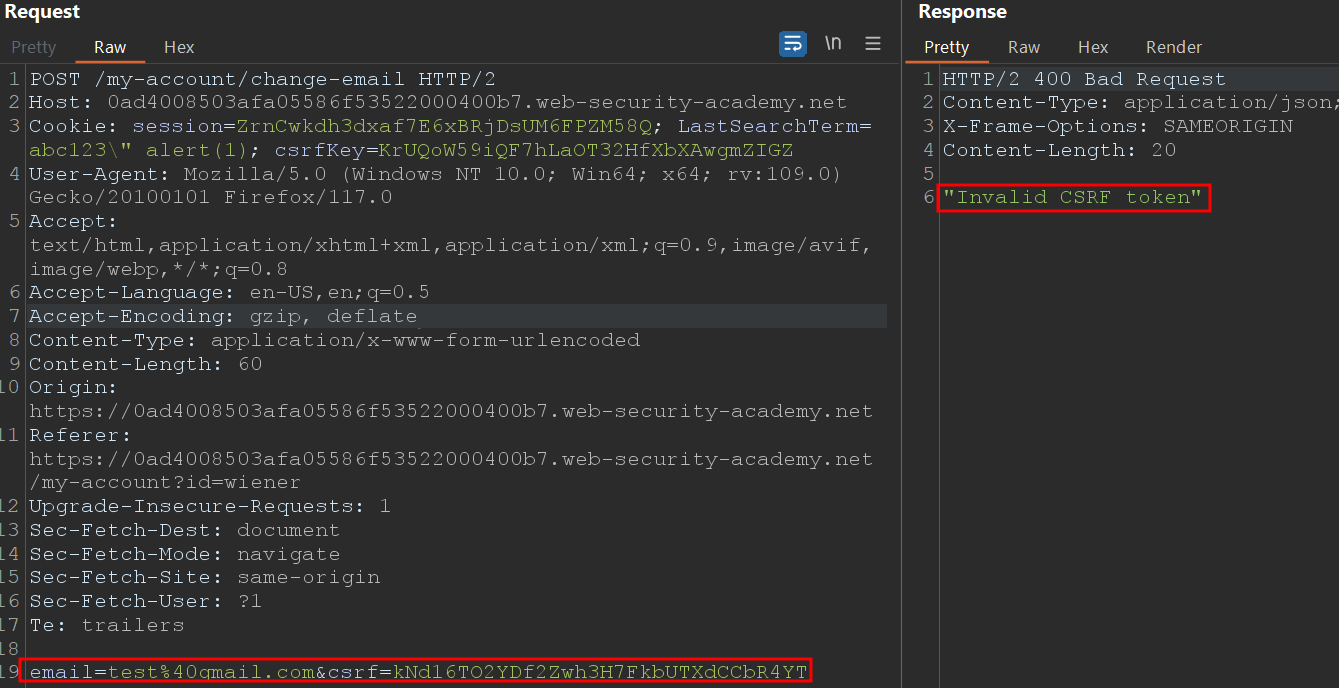 Request
Pretty Raw Hex \n
1 POST /my-account/change-email HTTP/2
2 Host: 0ad4008503afa05586f53522000400b7.web-security-academy.net
3 Cookie: session=ZrnCwkdh3dxaf7E6xBRjDsUM6FPZM58Q; LastSearchTerm=
abc123\" alert(1); csrfKey=KrUQoW59iQF7hLaOT32HfXbXAwgmZIGZ
4 User-Agent: Mozilla/5.0 (Windows NT 10.0; Win64; x64; rv:109.0)
Gecko/20100101 Firefox/117.0
5 Accept:
text/html,application/xhtml+xml,application/xml;q=0.9,image/avif,
image/webp,*/*;q=0.8
6 Accept-Language: en-US,en;q=0.5
7 Accept-Encoding: gzip, deflate
8 Content-Type: application/x-www-form-urlencoded
9 Content-Length: 60
10 Origin:
https://0ad4008503afa05586f53522000400b7.web-security-academy.net
11 Referer:
https://0ad4008503afa05586f53522000400b7.web-security-academy.net
/my-account?id=wiener
12 Upgrade-Insecure-Requests: 1
13 Sec-Fetch-Dest: document
14 Sec-Fetch-Mode: navigate
15 Sec-Fetch-Site: same-origin
16 Sec-Fetch-User: ?1
17 Te: trailers
18
19 email=test%40gmail.com&csrf=kNd16TO2YDf2Zwh3H7FkbUTXdCCbR4YT
Response
Pretty Raw Hex Render
1 HTTP/2 400 Bad Request
2 Content-Type: application/json;
3 X-Frame-Options: SAMEORIGIN
4 Content-Length: 20
5
6 "Invalid CSRF token"